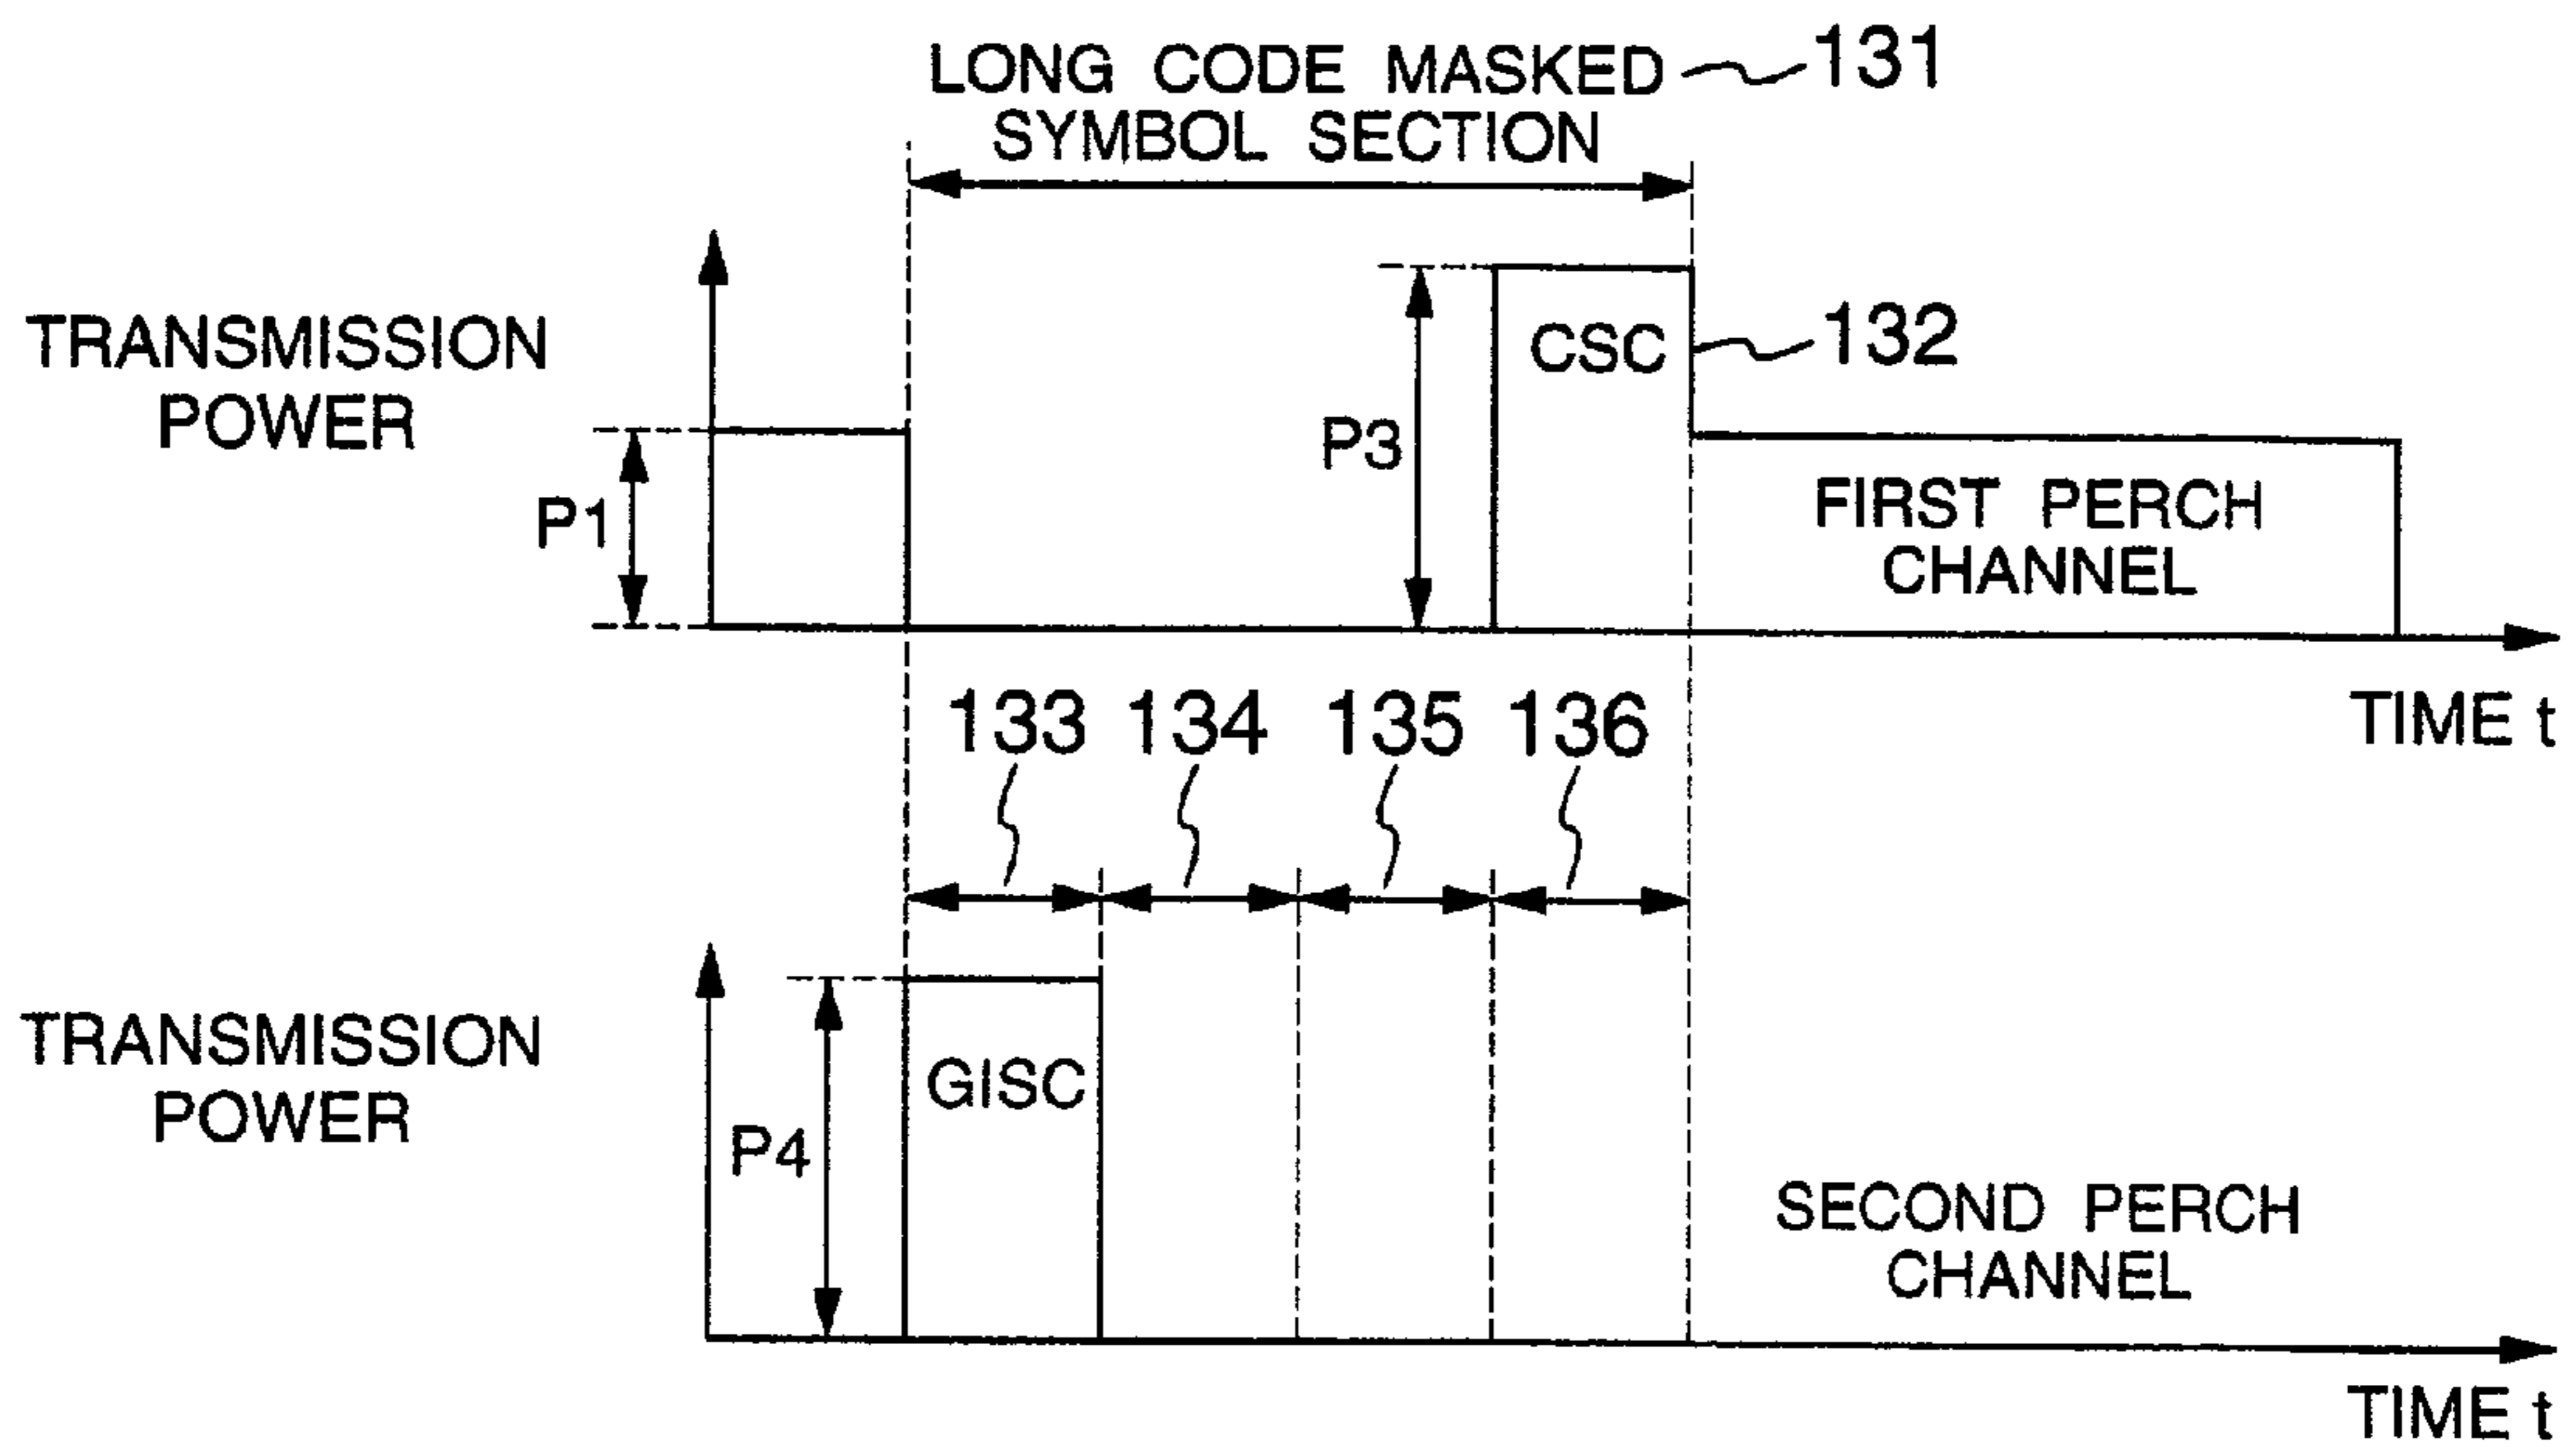 LONG CODE MASKED 131
SYMBOL SECTION
TRANSMISSION
POWER
P1
P3
CSC
132
FIRST PERCH
CHANNEL
TIME t
133 134 135 136
TRANSMISSION
POWER
P4
GISC
SECOND PERCH
CHANNEL
TIME t